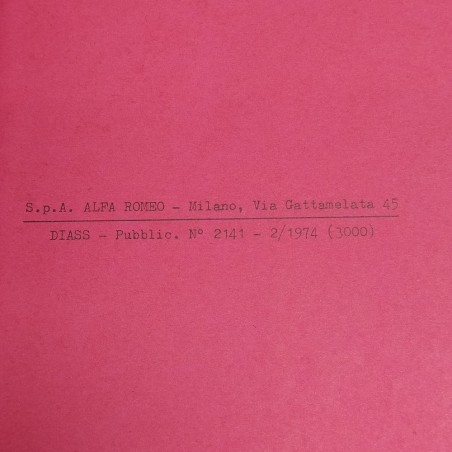 S.p.A. ALFA ROMEO - Milano, Via Gattamelata 45
DIASS - Pubblic. N° 2141 - 2/1974 (3000)